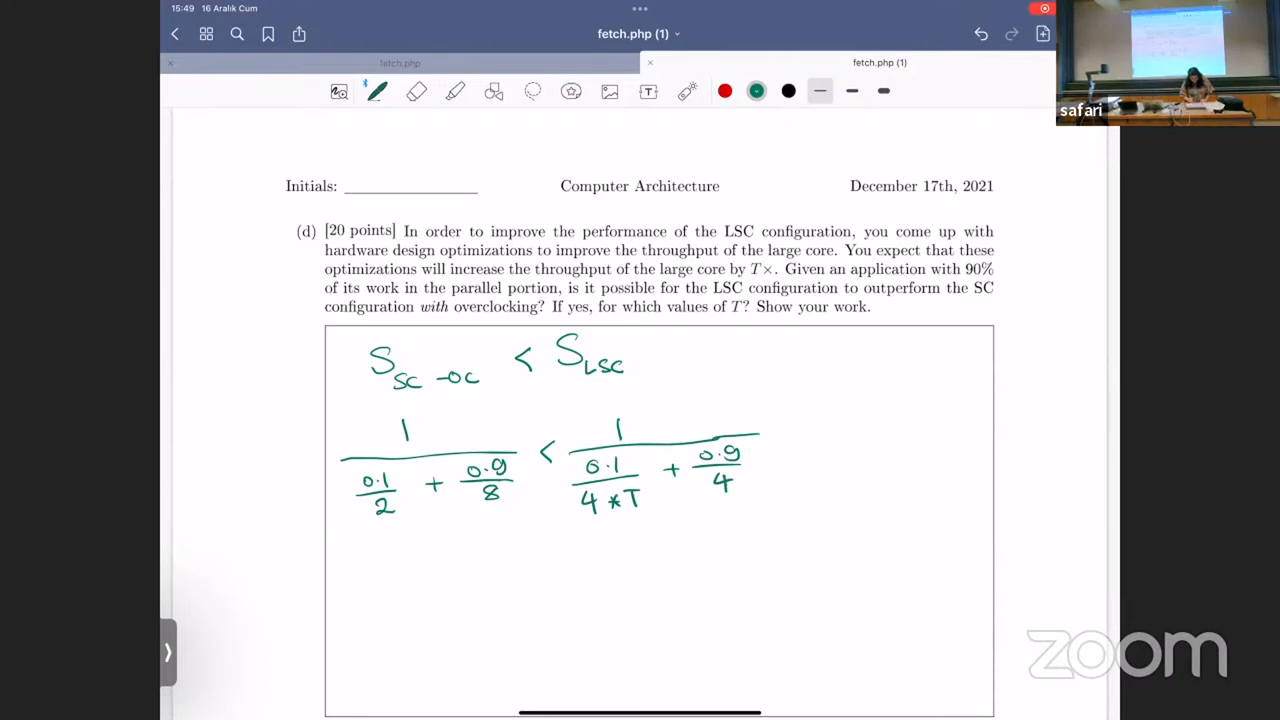 15:49 16 Aralık Cum
fetch.php (1)
fetch.php
fetch.php (1)
safari
Initials:
Computer Architecture
December 17th, 2021
(d) [20 points] In order to improve the performance of the LSC configuration, you come up with
hardware design optimizations to improve the throughput of the large core. You expect that these
optimizations will increase the throughput of the large core by T×. Given an application with 90%
of its work in the parallel portion, is it possible for the LSC configuration to outperform the SC
configuration with overclocking? If yes, for which values of T? Show your work.
S_SC-OC < S_LSC
1 / (0.1/2 + 0.9/8) < 1 / (0.1/(4*T) + 0.9/4)
zoom